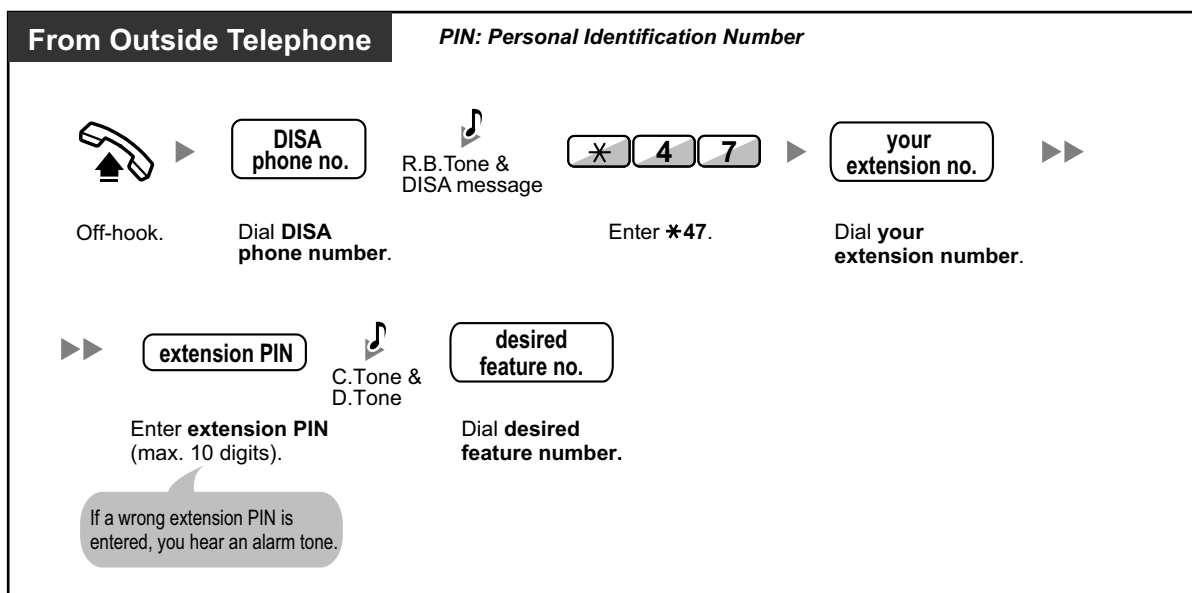 From Outside Telephone
PIN: Personal Identification Number
DISA
phone no.
R.B.Tone &
DISA message
* 4 7
your
extension no.
Off-hook.
Dial DISA
phone number.
Enter *47.
Dial your
extension number.
extension PIN
C.Tone &
D.Tone
desired
feature no.
Enter extension PIN
(max. 10 digits).
Dial desired
feature number.
If a wrong extension PIN is
entered, you hear an alarm tone.